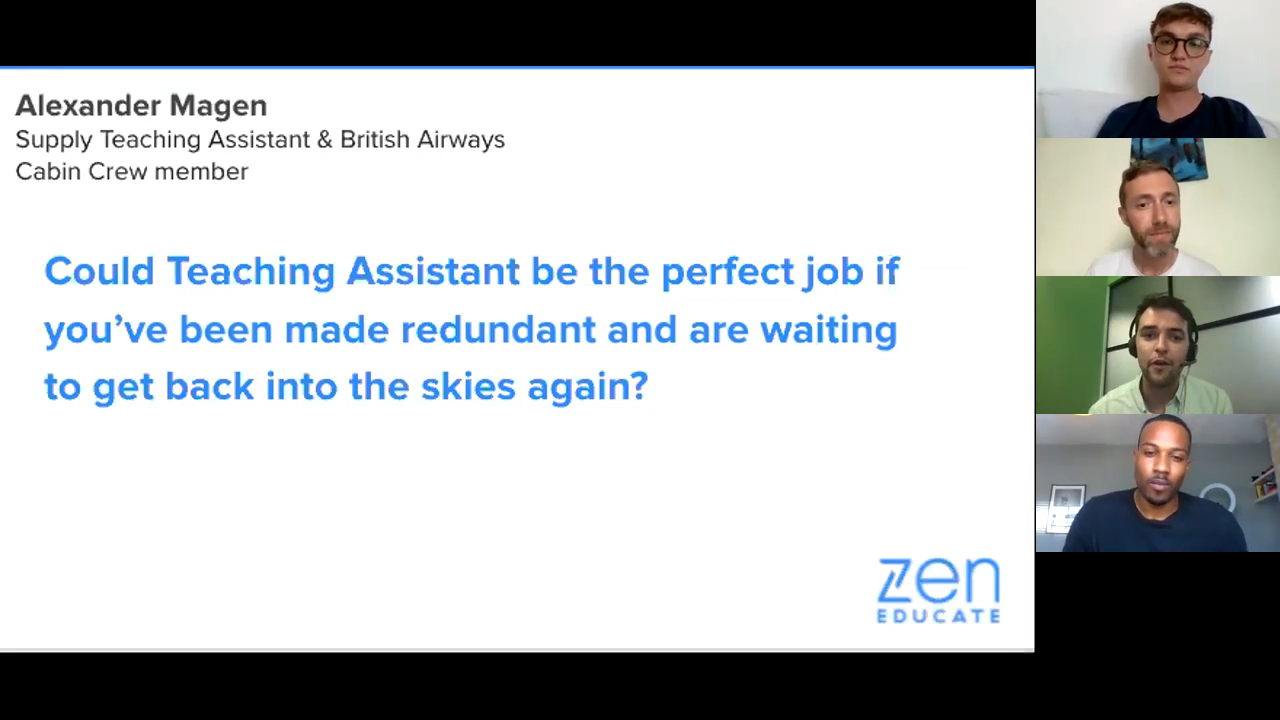 Alexander Magen
Supply Teaching Assistant & British Airways
Cabin Crew member
Could Teaching Assistant be the perfect job if
you’ve been made redundant and are waiting
to get back into the skies again?
zen
EDUCATE